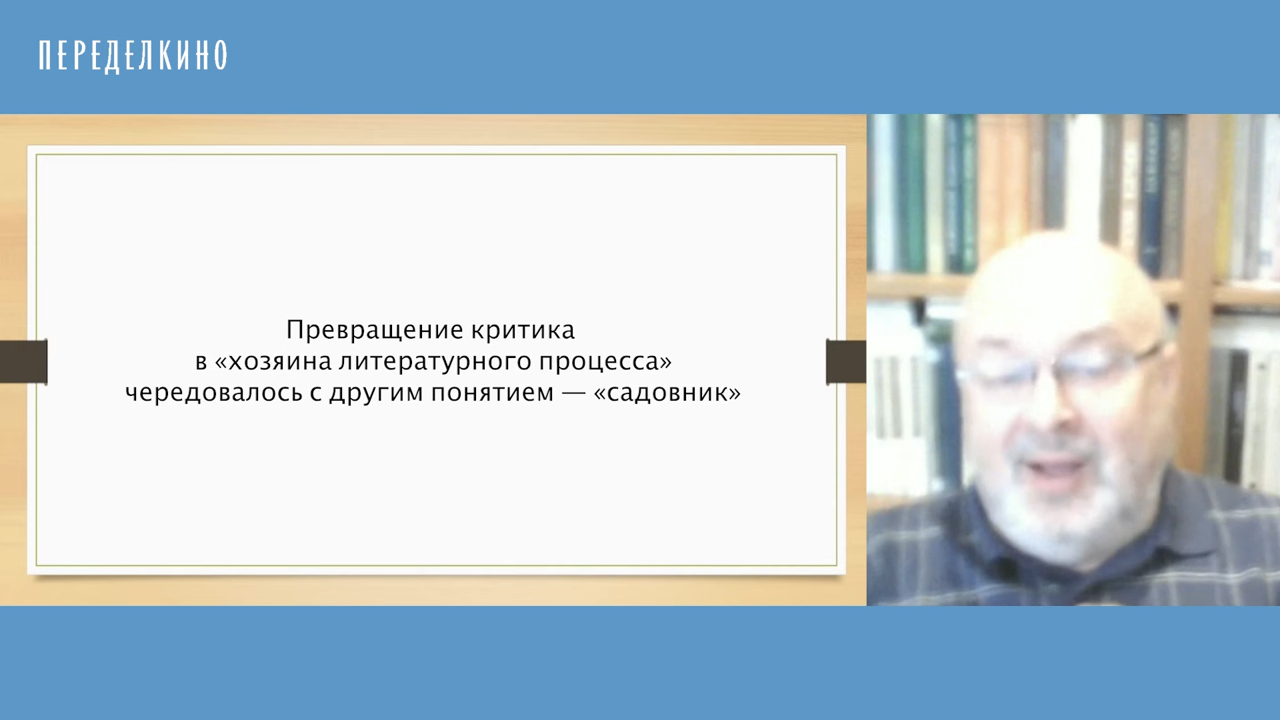 ПЕРЕДЕЛКИНО
Превращение критика
в «хозяина литературного процесса»
чередовалось с другим понятием — «садовник»